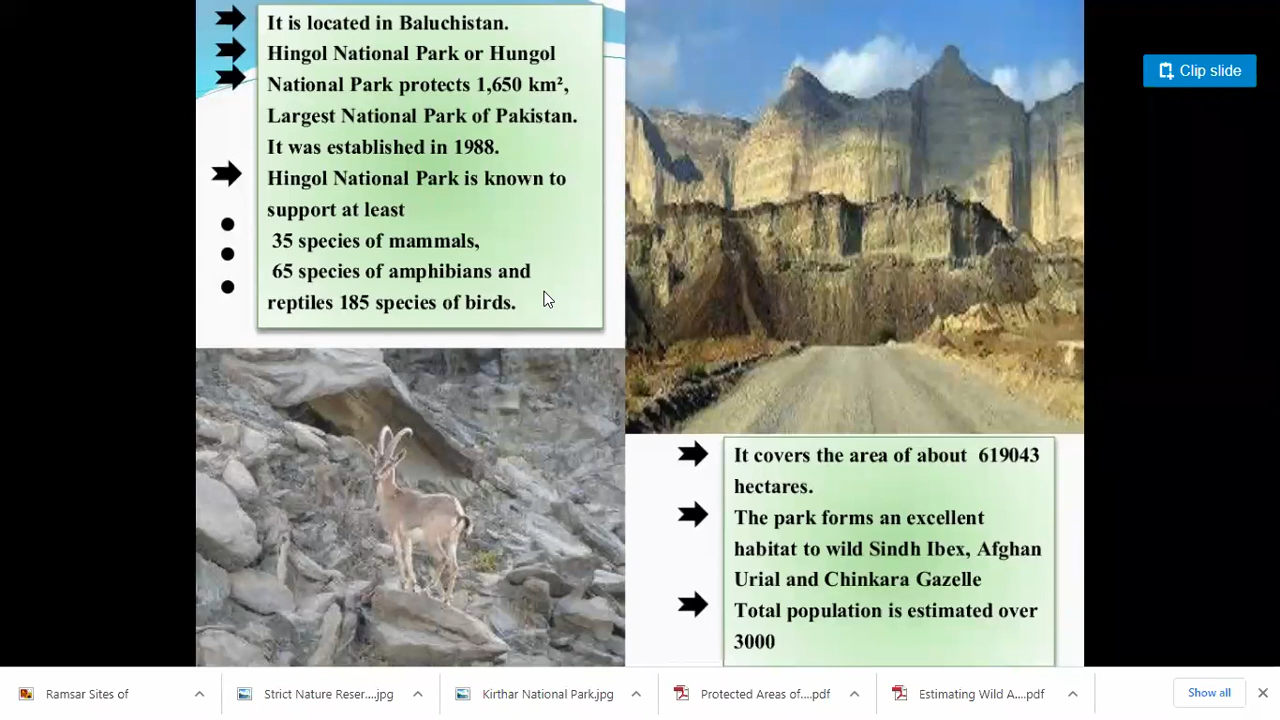 It is located in Baluchistan.
Hingol National Park or Hungol
National Park protects 1,650 km²,
Largest National Park of Pakistan.
It was established in 1988.
Hingol National Park is known to
support at least
35 species of mammals,
65 species of amphibians and
reptiles 185 species of birds.
Clip slide
It covers the area of about 619043
hectares.
The park forms an excellent
habitat to wild Sindh Ibex, Afghan
Urial and Chinkara Gazelle
Total population is estimated over
3000
Ramsar Sites of
Strict Nature Reser....jpg
Kirthar National Park.jpg
Protected Areas of....pdf
Estimating Wild A....pdf
Show all